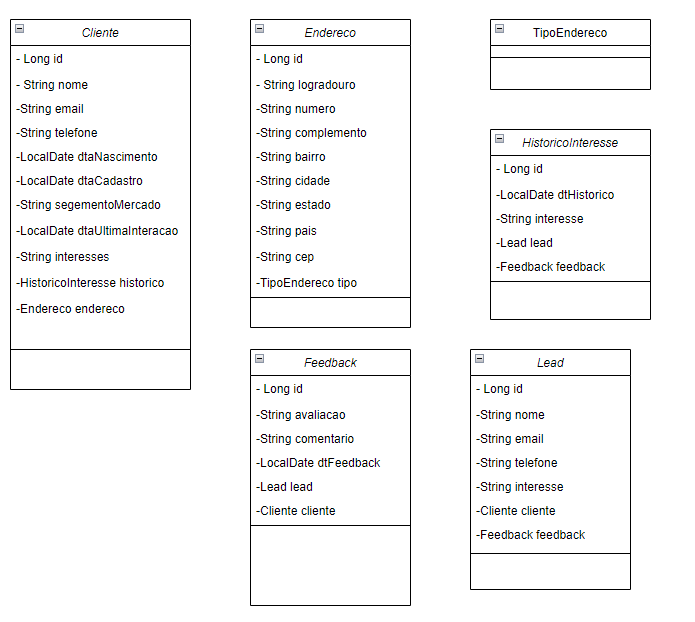 Cliente
- Long id
- String nome
-String email
-String telefone
-LocalDate dtaNascimento
-LocalDate dtaCadastro
-String segementoMercado
-LocalDate dtaUltimaInteracao
-String interesses
-HistoricoInteresse historico
-Endereco endereco
Endereco
- Long id
- String logradouro
-String numero
-String complemento
-String bairro
-String cidade
-String estado
-String pais
-String cep
-TipoEndereco tipo
TipoEndereco
HistoricoInteresse
- Long id
-LocalDate dtHistorico
-String interesse
-Lead lead
-Feedback feedback
Feedback
- Long id
-String avaliacao
-String comentario
-LocalDate dtFeedback
-Lead lead
-Cliente cliente
Lead
- Long id
-String nome
-String email
-String telefone
-String interesse
-Cliente cliente
-Feedback feedback